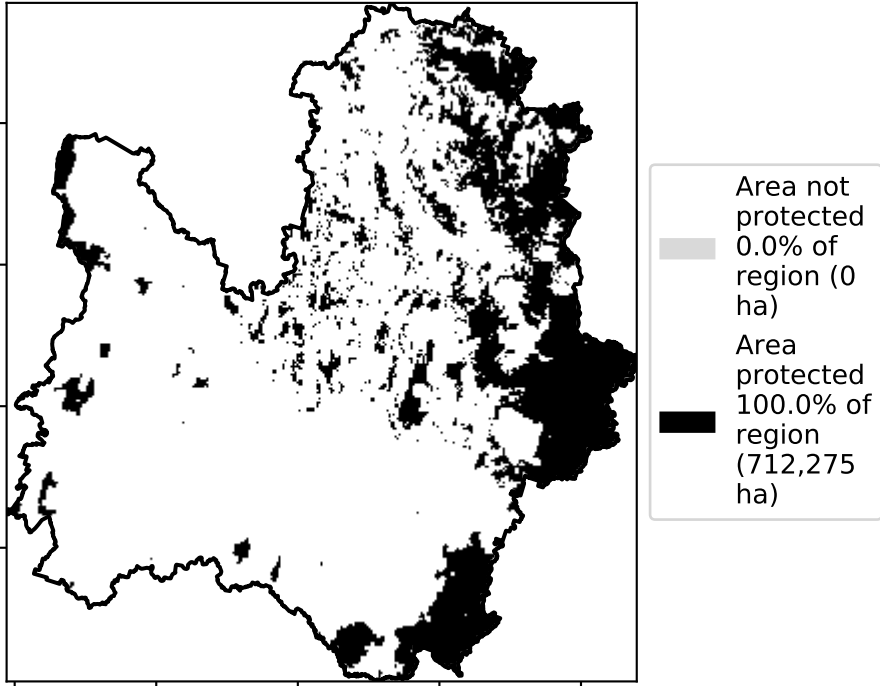 Area not
protected
0.0% of
region (0
ha)
Area
protected
100.0% of
region
(712,275
ha)